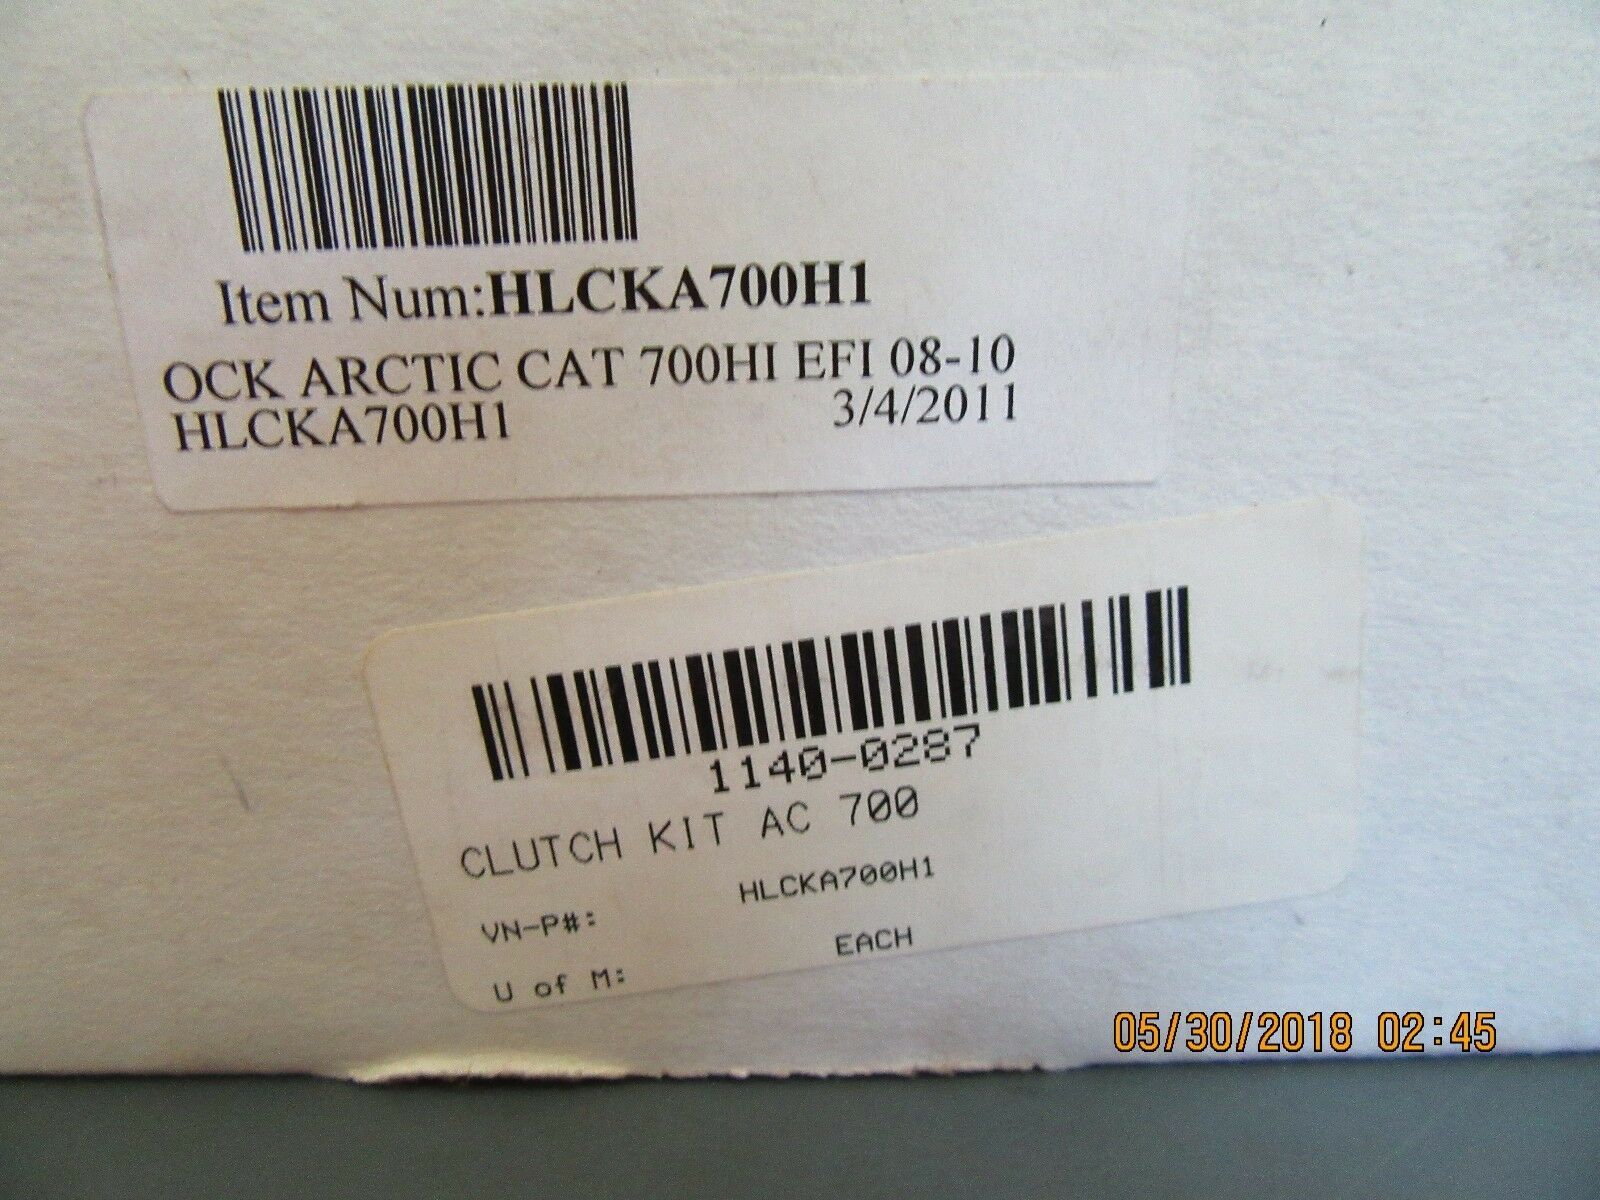 Item Num:HLCKA700H1
OCK ARCTIC CAT 700HI EFI 08-10
HLCKA700H1 3/4/2011
1140-0287
CLUTCH KIT AC 700
VN-P#: HLCKA700H1
U of M: EACH
05/30/2018 02:45